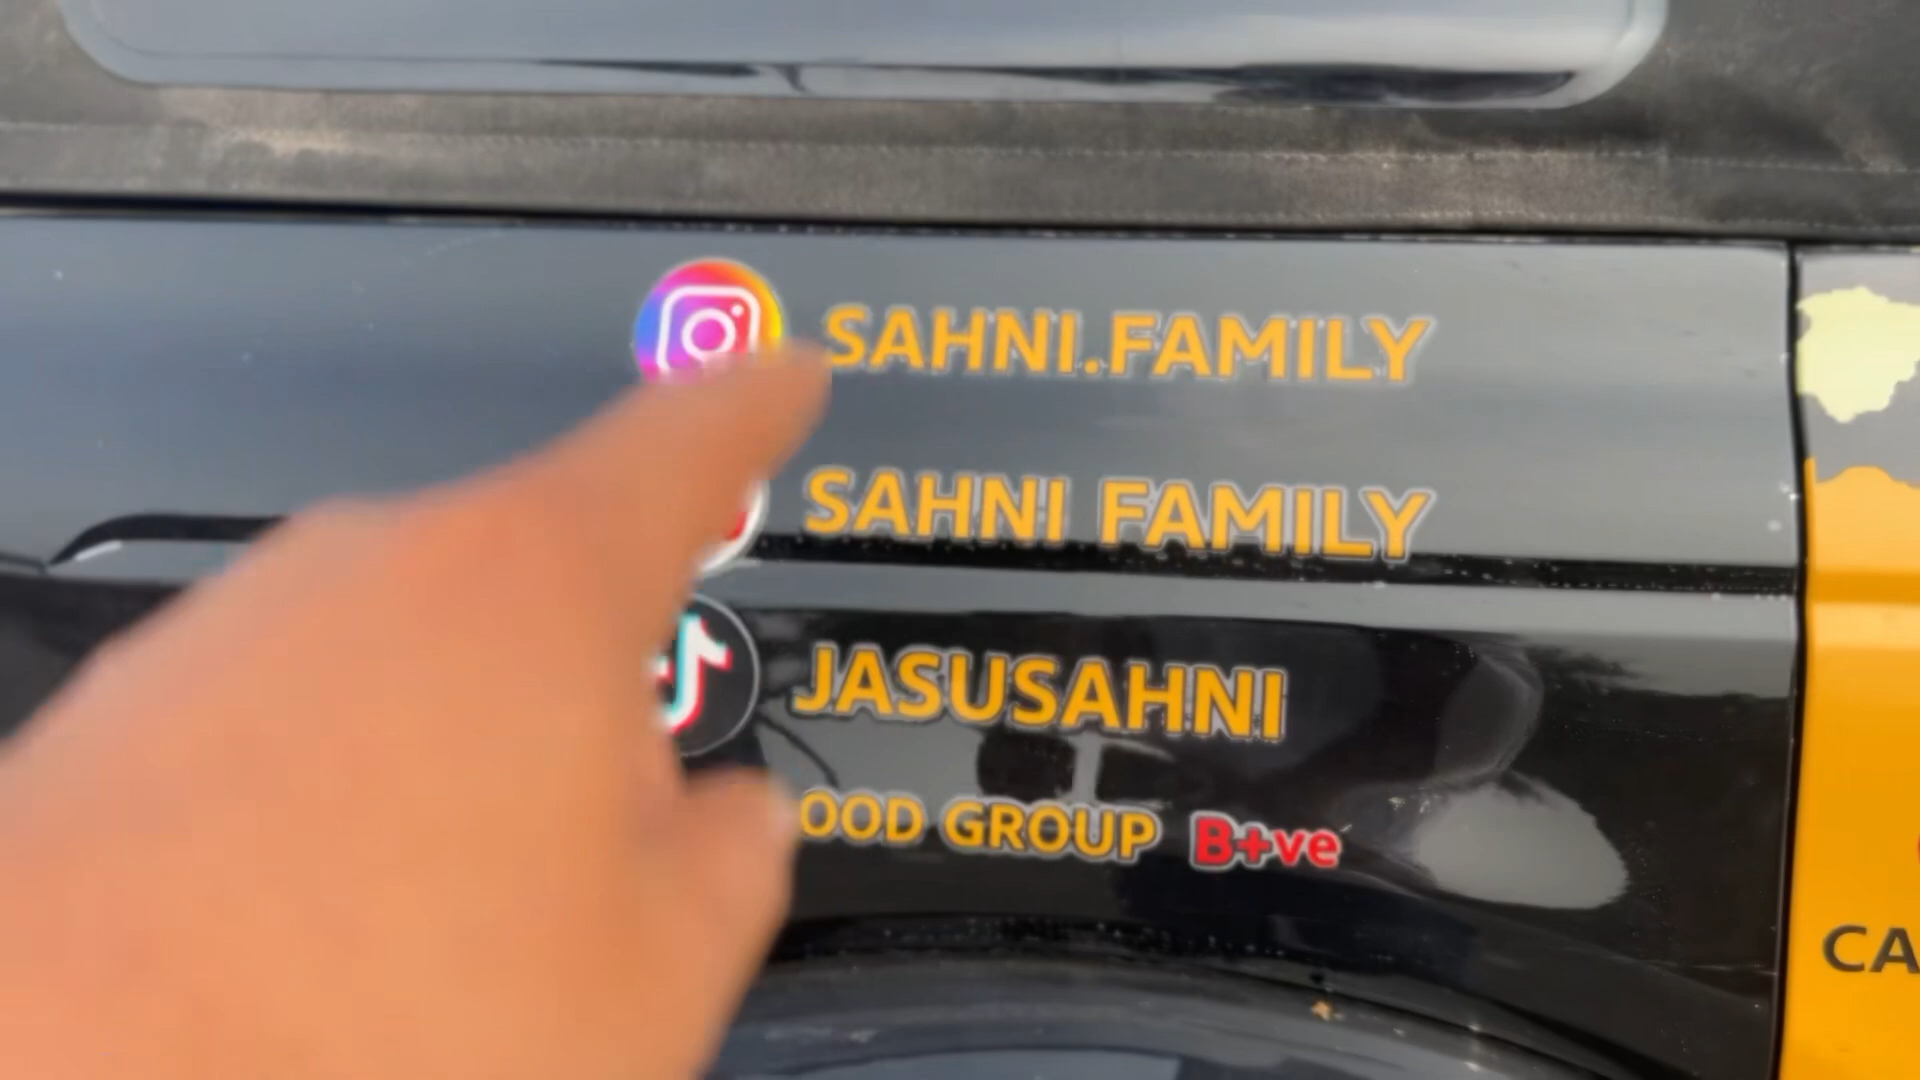 SAHNI.FAMILY
SAHNI FAMILY
JASUSAHNI
OOD GROUP B+ve
CA